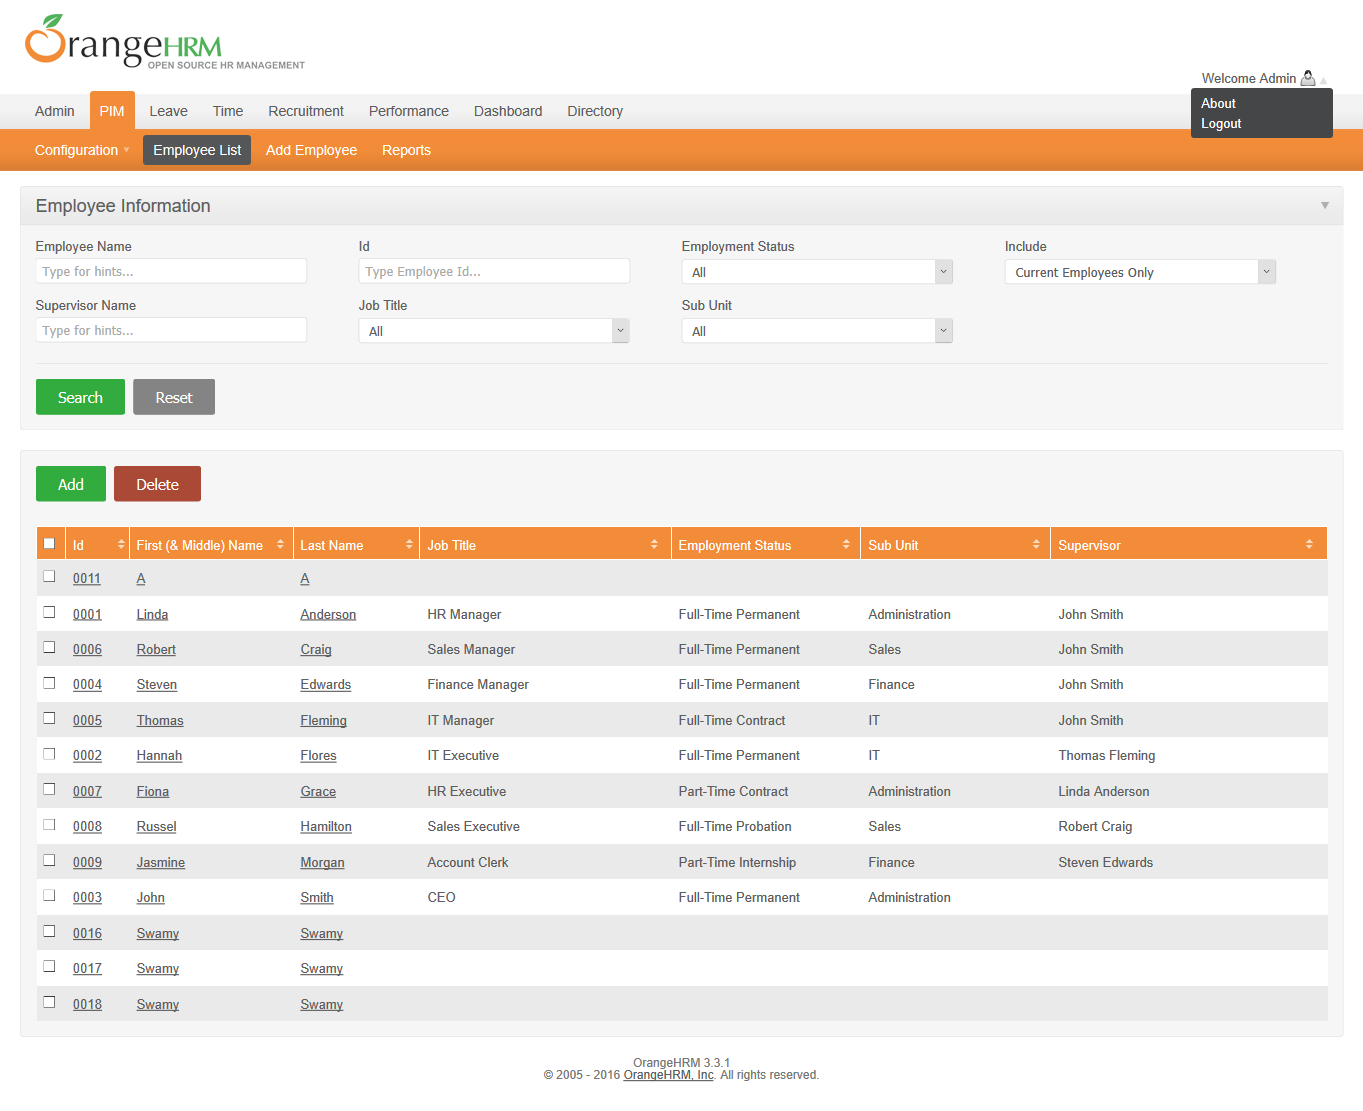 OrangeHRM
OPEN SOURCE HR MANAGEMENT
Welcome Admin
About
Logout
Admin PIM Leave Time Recruitment Performance Dashboard Directory
Configuration Employee List Add Employee Reports
Employee Information
Employee Name Id Employment Status Include
Type for hints... Type Employee Id... All Current Employees Only
Supervisor Name Job Title Sub Unit
Type for hints... All All
Search Reset
Add Delete
Id First (& Middle) Name Last Name Job Title Employment Status Sub Unit Supervisor
0011 A A
0001 Linda Anderson HR Manager Full-Time Permanent Administration John Smith
0006 Robert Craig Sales Manager Full-Time Permanent Sales John Smith
0004 Steven Edwards Finance Manager Full-Time Permanent Finance John Smith
0005 Thomas Fleming IT Manager Full-Time Contract IT John Smith
0002 Hannah Flores IT Executive Full-Time Permanent IT Thomas Fleming
0007 Fiona Grace HR Executive Part-Time Contract Administration Linda Anderson
0008 Russel Hamilton Sales Executive Full-Time Probation Sales Robert Craig
0009 Jasmine Morgan Account Clerk Part-Time Internship Finance Steven Edwards
0003 John Smith CEO Full-Time Permanent Administration
0016 Swamy Swamy
0017 Swamy Swamy
0018 Swamy Swamy
OrangeHRM 3.3.1
© 2005 - 2016 OrangeHRM, Inc. All rights reserved.